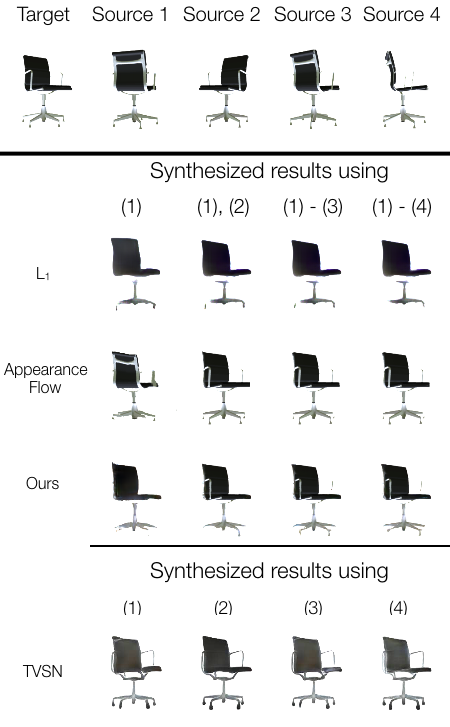 Target Source 1 Source 2 Source 3 Source 4
Synthesized results using
(1) (1), (2) (1) - (3) (1) - (4)
L₁
Appearance
Flow
Ours
Synthesized results using
(1) (2) (3) (4)
TVSN